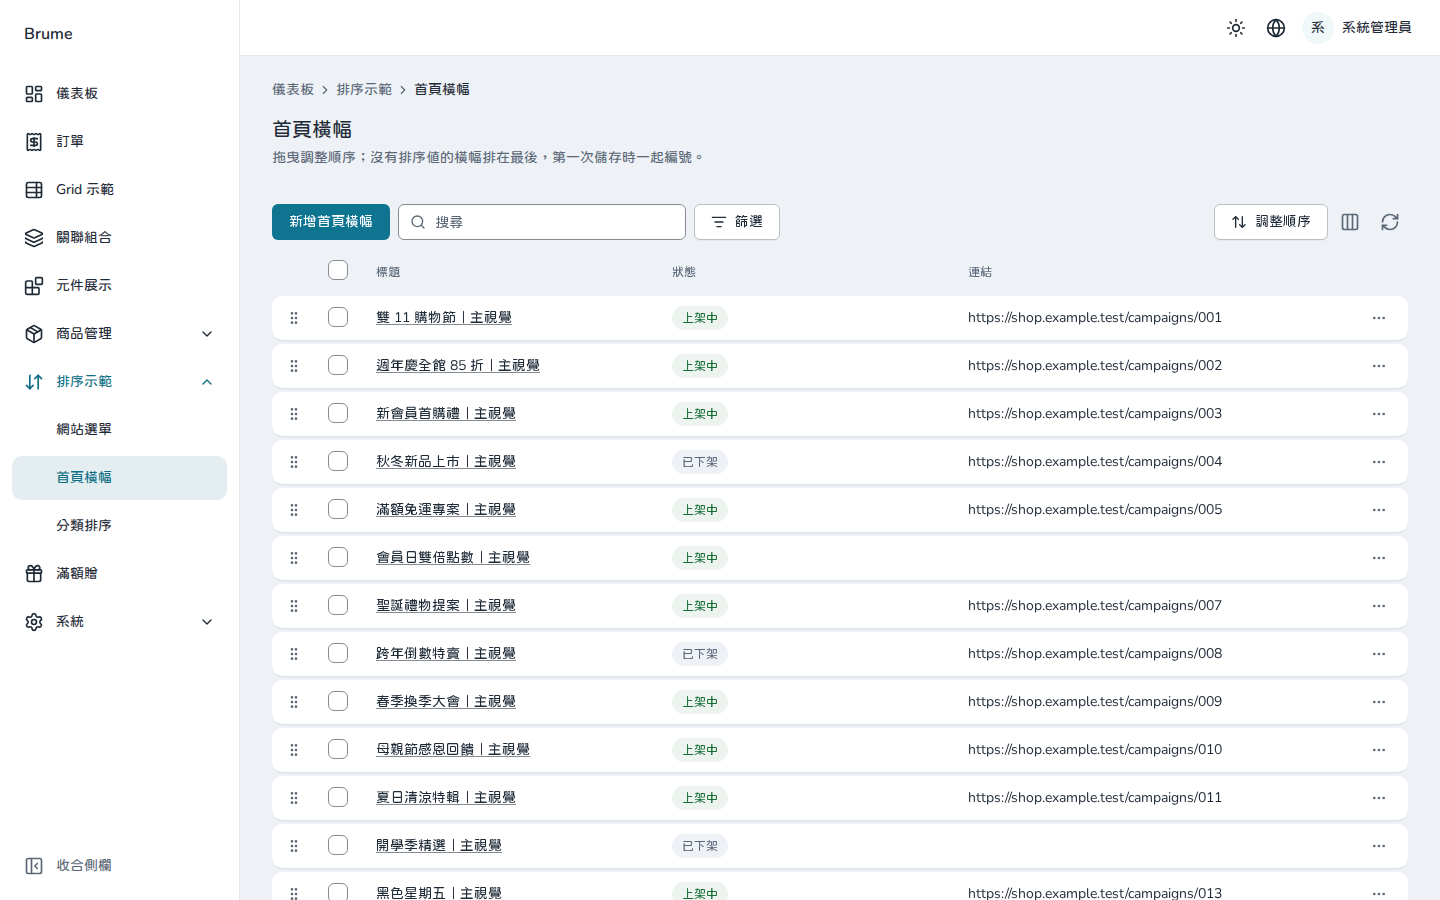 Brume
儀表板
訂單
Grid 示範
關聯組合
元件展示
商品管理
排序示範
網站選單
首頁橫幅
分類排序
滿額贈
系統
收合側欄
系 系統管理員
儀表板 > 排序示範 > 首頁橫幅
首頁橫幅
拖曳調整順序；沒有排序值的橫幅排在最後，第一次儲存時一起編號。
新增首頁橫幅 搜尋 篩選 調整順序
標題 狀態 連結
雙 11 購物節｜主視覺 上架中 https://shop.example.test/campaigns/001
週年慶全館 85 折｜主視覺 上架中 https://shop.example.test/campaigns/002
新會員首購禮｜主視覺 上架中 https://shop.example.test/campaigns/003
秋冬新品上市｜主視覺 已下架 https://shop.example.test/campaigns/004
滿額免運專案｜主視覺 上架中 https://shop.example.test/campaigns/005
會員日雙倍點數｜主視覺 上架中
聖誕禮物提案｜主視覺 上架中 https://shop.example.test/campaigns/007
跨年倒數特賣｜主視覺 已下架 https://shop.example.test/campaigns/008
春季換季大會｜主視覺 上架中 https://shop.example.test/campaigns/009
母親節感恩回饋｜主視覺 上架中 https://shop.example.test/campaigns/010
夏日清涼特輯｜主視覺 上架中 https://shop.example.test/campaigns/011
開學季精選｜主視覺 已下架
黑色星期五｜主視覺 上架中 https://shop.example.test/campaigns/013